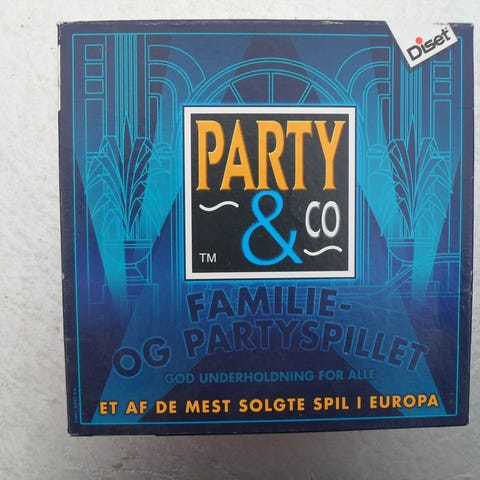 Diset
PARTY
& CO
TM
FAMILIE-
OG PARTYSPILLET
GOD UNDERHOLDNING FOR ALLE
ET AF DE MEST SOLGTE SPIL I EUROPA